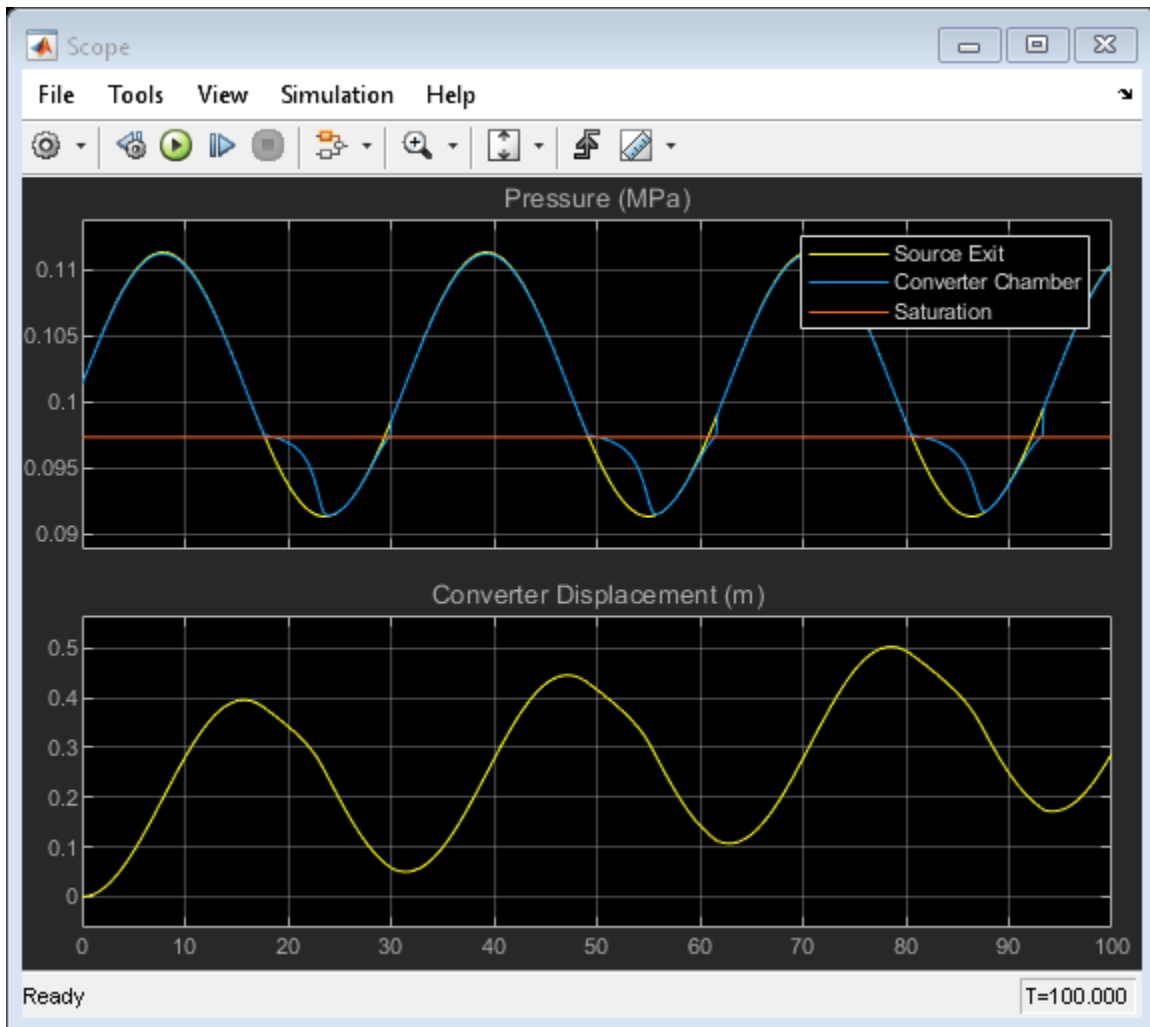 Scope
File Tools View Simulation Help
Pressure (MPa)
Source Exit
Converter Chamber
Saturation
0.11
0.105
0.1
0.095
0.09
Converter Displacement (m)
0.5
0.4
0.3
0.2
0.1
0
0 10 20 30 40 50 60 70 80 90 100
Ready T=100.000